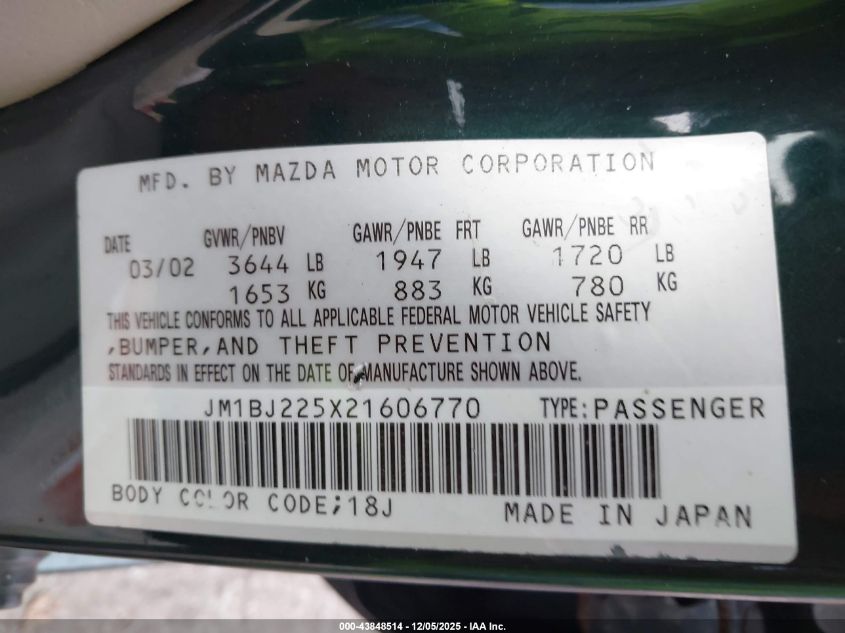 MFD. BY MAZDA MOTOR CORPORATION
DATE GVWR/PNBV GAWR/PNBE FRT GAWR/PNBE RR
03/02 3644 LB 1947 LB 1720 LB
1653 KG 883 KG 780 KG
THIS VEHICLE CONFORMS TO ALL APPLICABLE FEDERAL MOTOR VEHICLE SAFETY
,BUMPER,AND THEFT PREVENTION
STANDARDS IN EFFECT ON THE DATE OF MANUFACTURE SHOWN ABOVE.
JM1BJ225X21606770 TYPE:PASSENGER
BODY COLOR CODE;18J MADE IN JAPAN
000-43848514 - 12/05/2025 - IAA Inc.